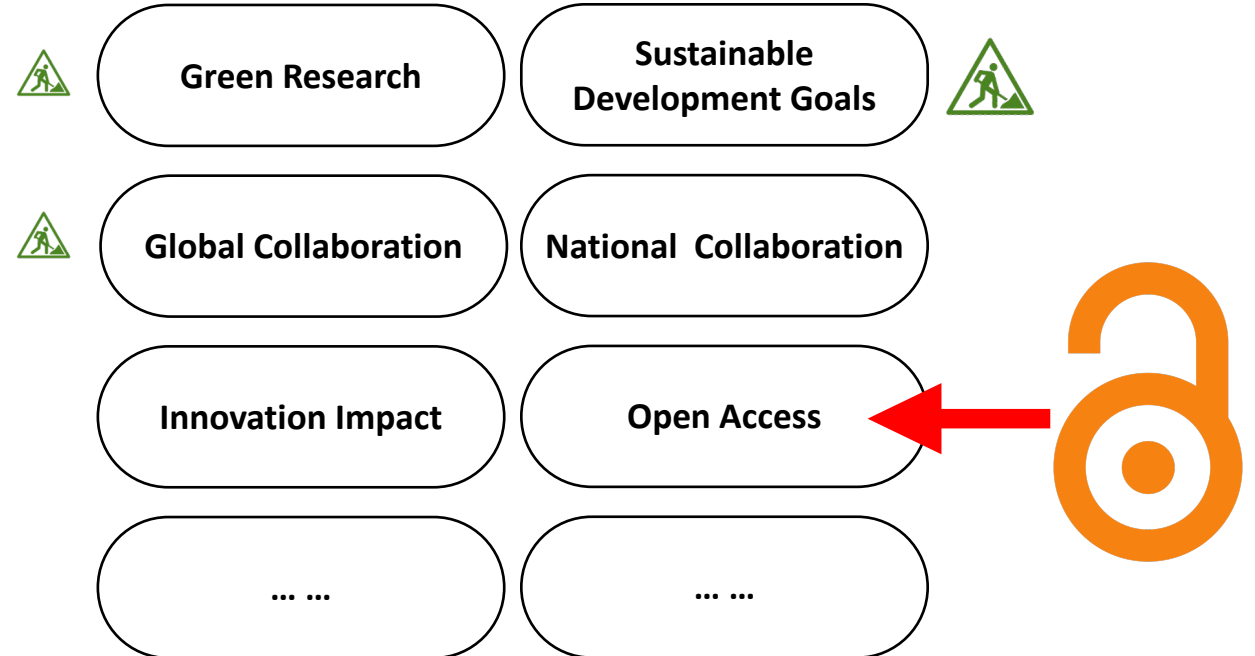 Green Research
Sustainable
Development Goals
Global Collaboration
National  Collaboration
Innovation Impact
Open Access
... ...
... ...